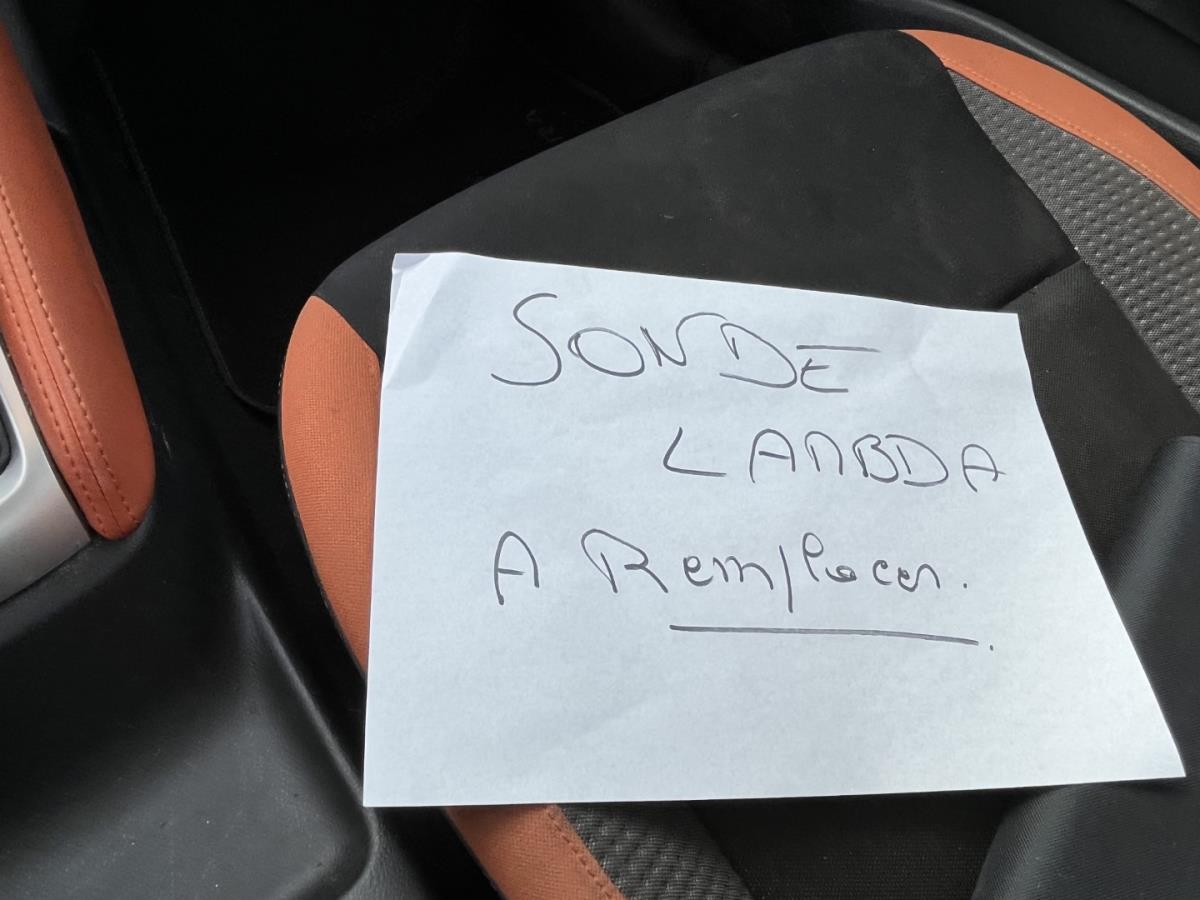 SONDE
LAMBDA
A Remplacer.